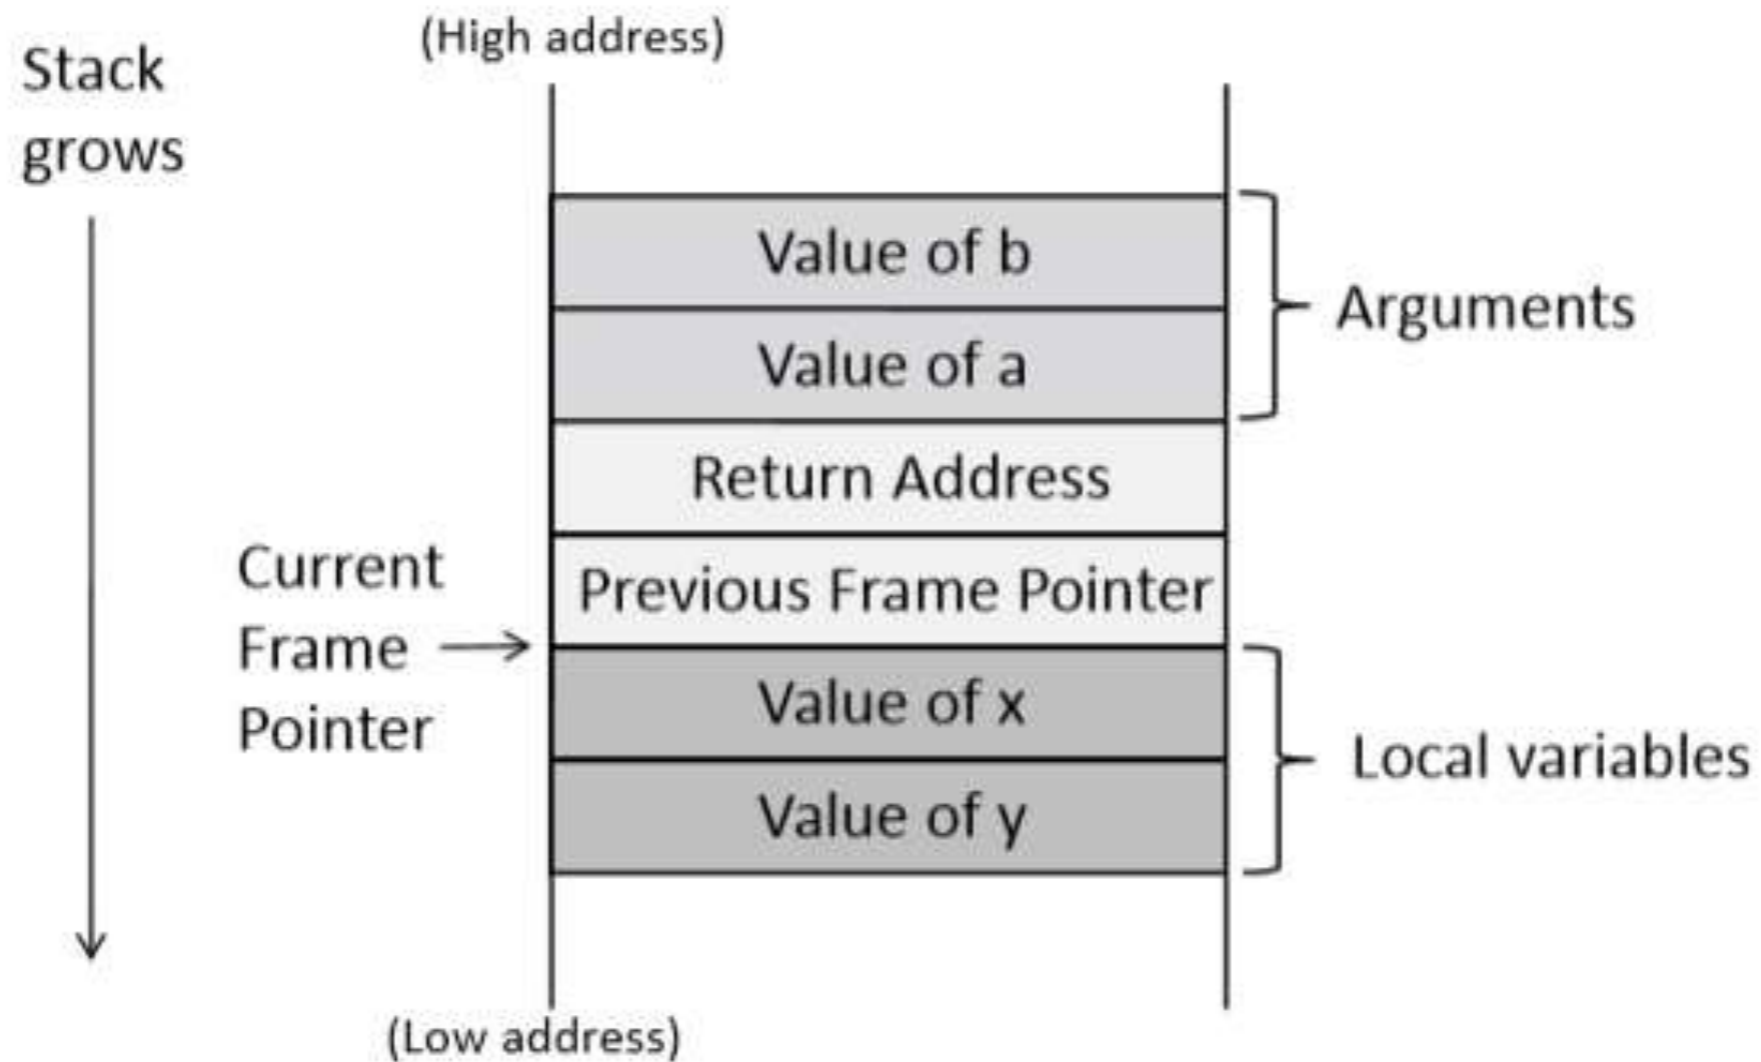 (High address)
Stack
grows
Value of b
Value of a
Arguments
Return Address
Previous Frame Pointer
Current
Frame
Pointer
Value of x
Value of y
Local variables
(Low address)